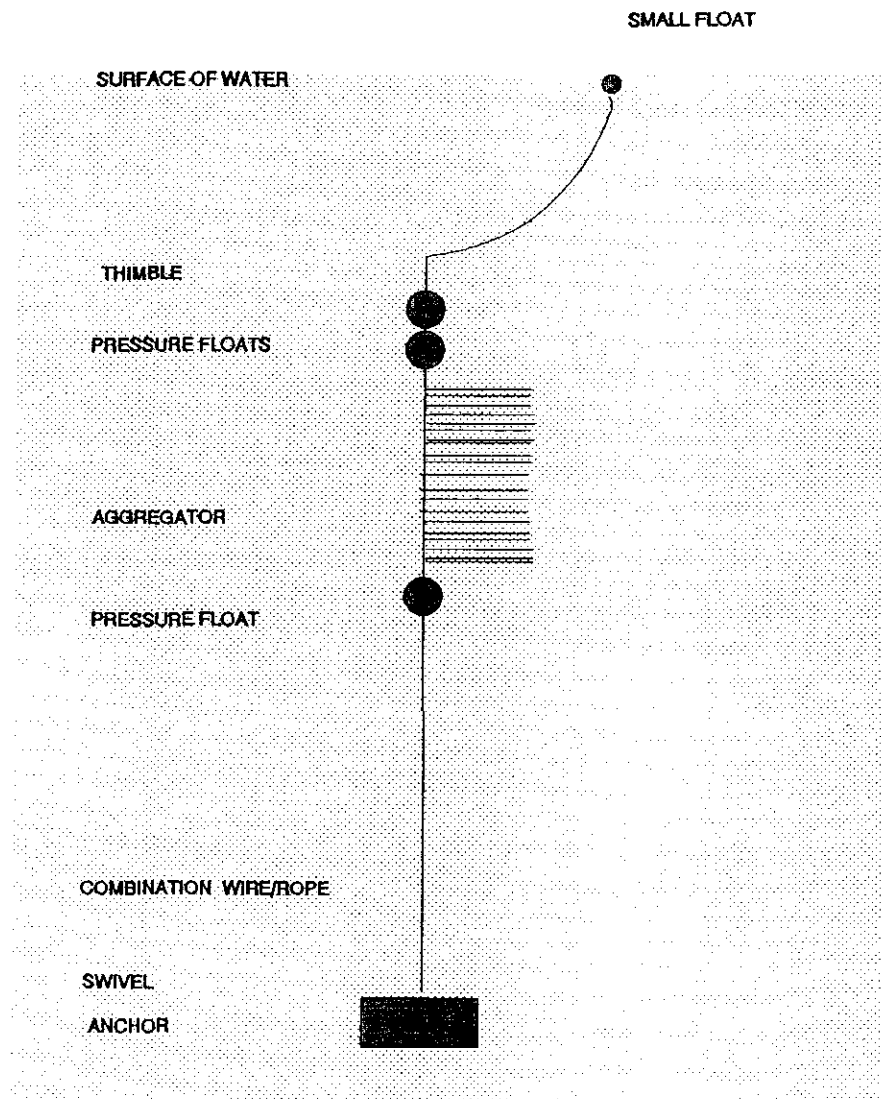 SMALL FLOAT
SURFACE OF WATER
THIMBLE
PRESSURE FLOATS
AGGREGATOR
PRESSURE FLOAT
COMBINATION WIRE/ROPE
SWIVEL
ANCHOR